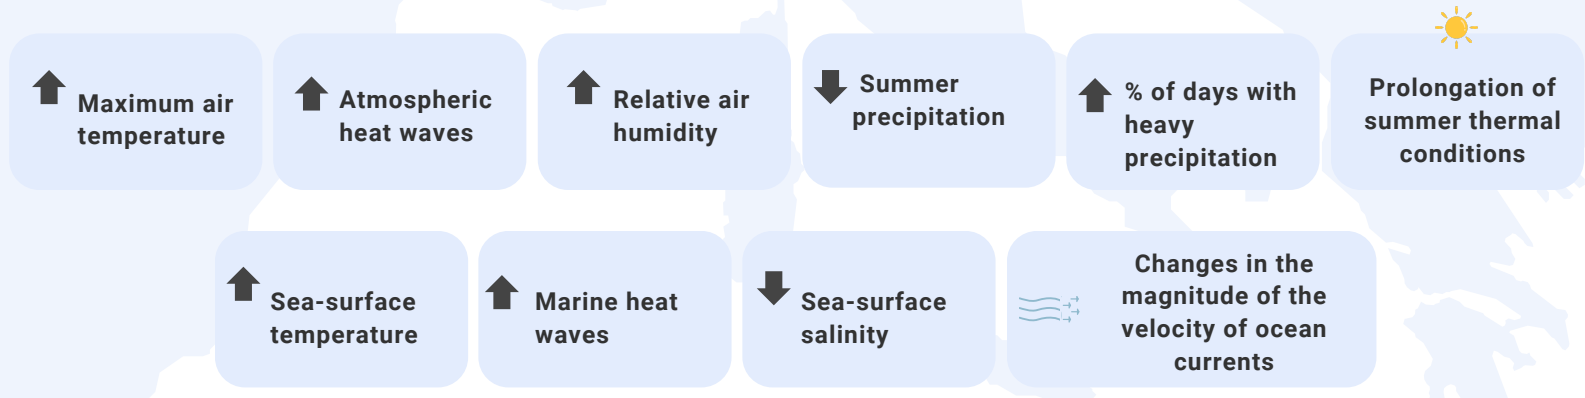 Maximum air
temperature
Atmospheric
heat waves
Relative air
humidity
Summer
precipitation
% of days with
heavy
precipitation
Prolongation of
summer thermal
conditions
Sea-surface
temperature
Marine heat
waves
Sea-surface
salinity
Changes in the
magnitude of the
velocity of ocean
currents